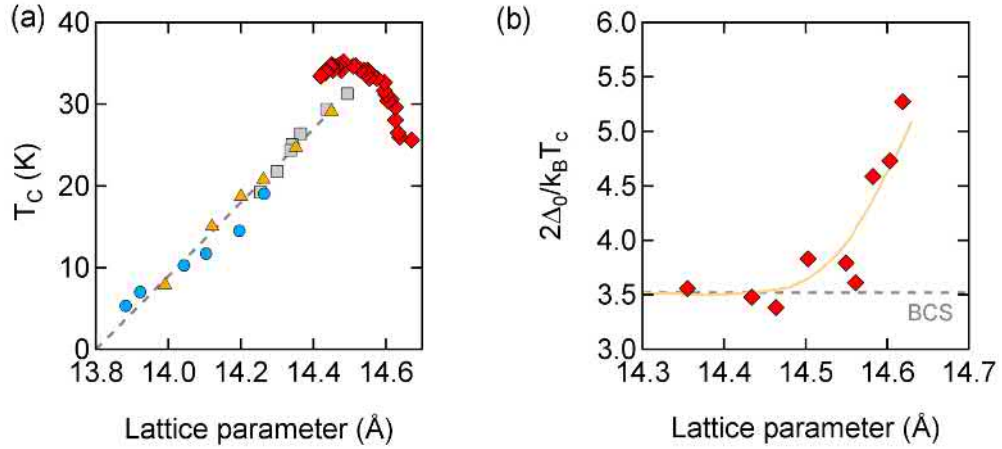 (a)
40
30
20
10
0
T_C (K)
13.8 14.0 14.2 14.4 14.6
Lattice parameter (Å)
(b)
6.0
5.5
5.0
4.5
4.0
3.5
3.0
2Δ₀/k_BT_c
BCS
14.3 14.4 14.5 14.6 14.7
Lattice parameter (Å)